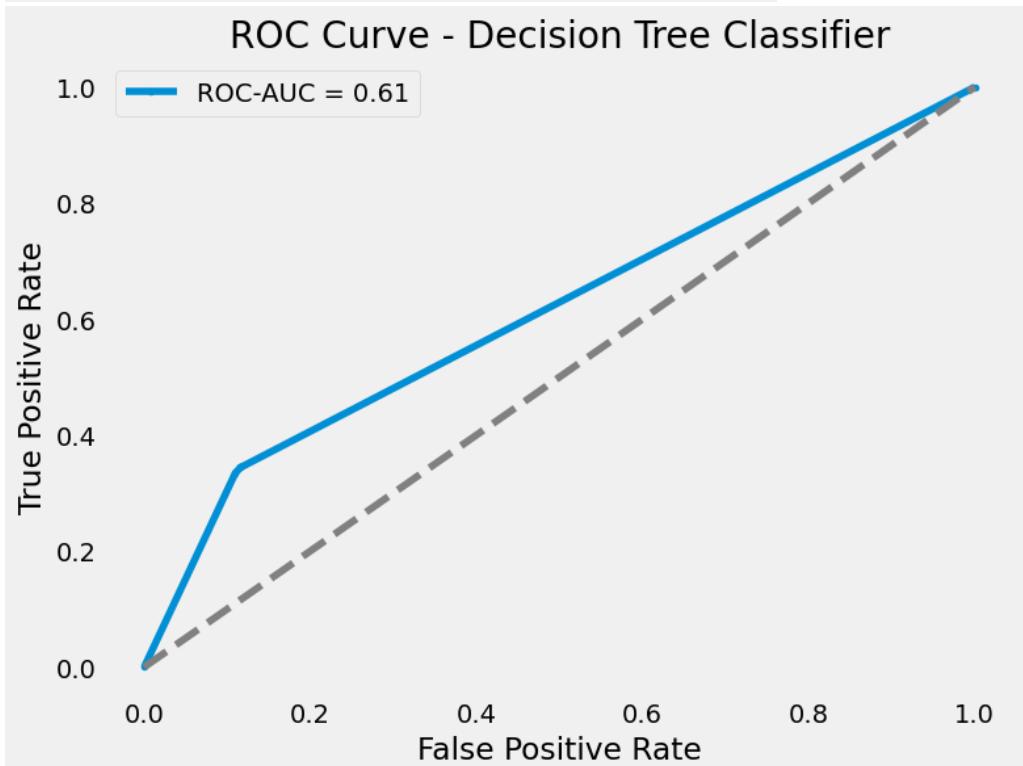 ROC Curve - Decision Tree Classifier
ROC-AUC = 0.61
1.0
0.8
0.6
0.4
0.2
0.0
True Positive Rate
0.0 0.2 0.4 0.6 0.8 1.0
False Positive Rate